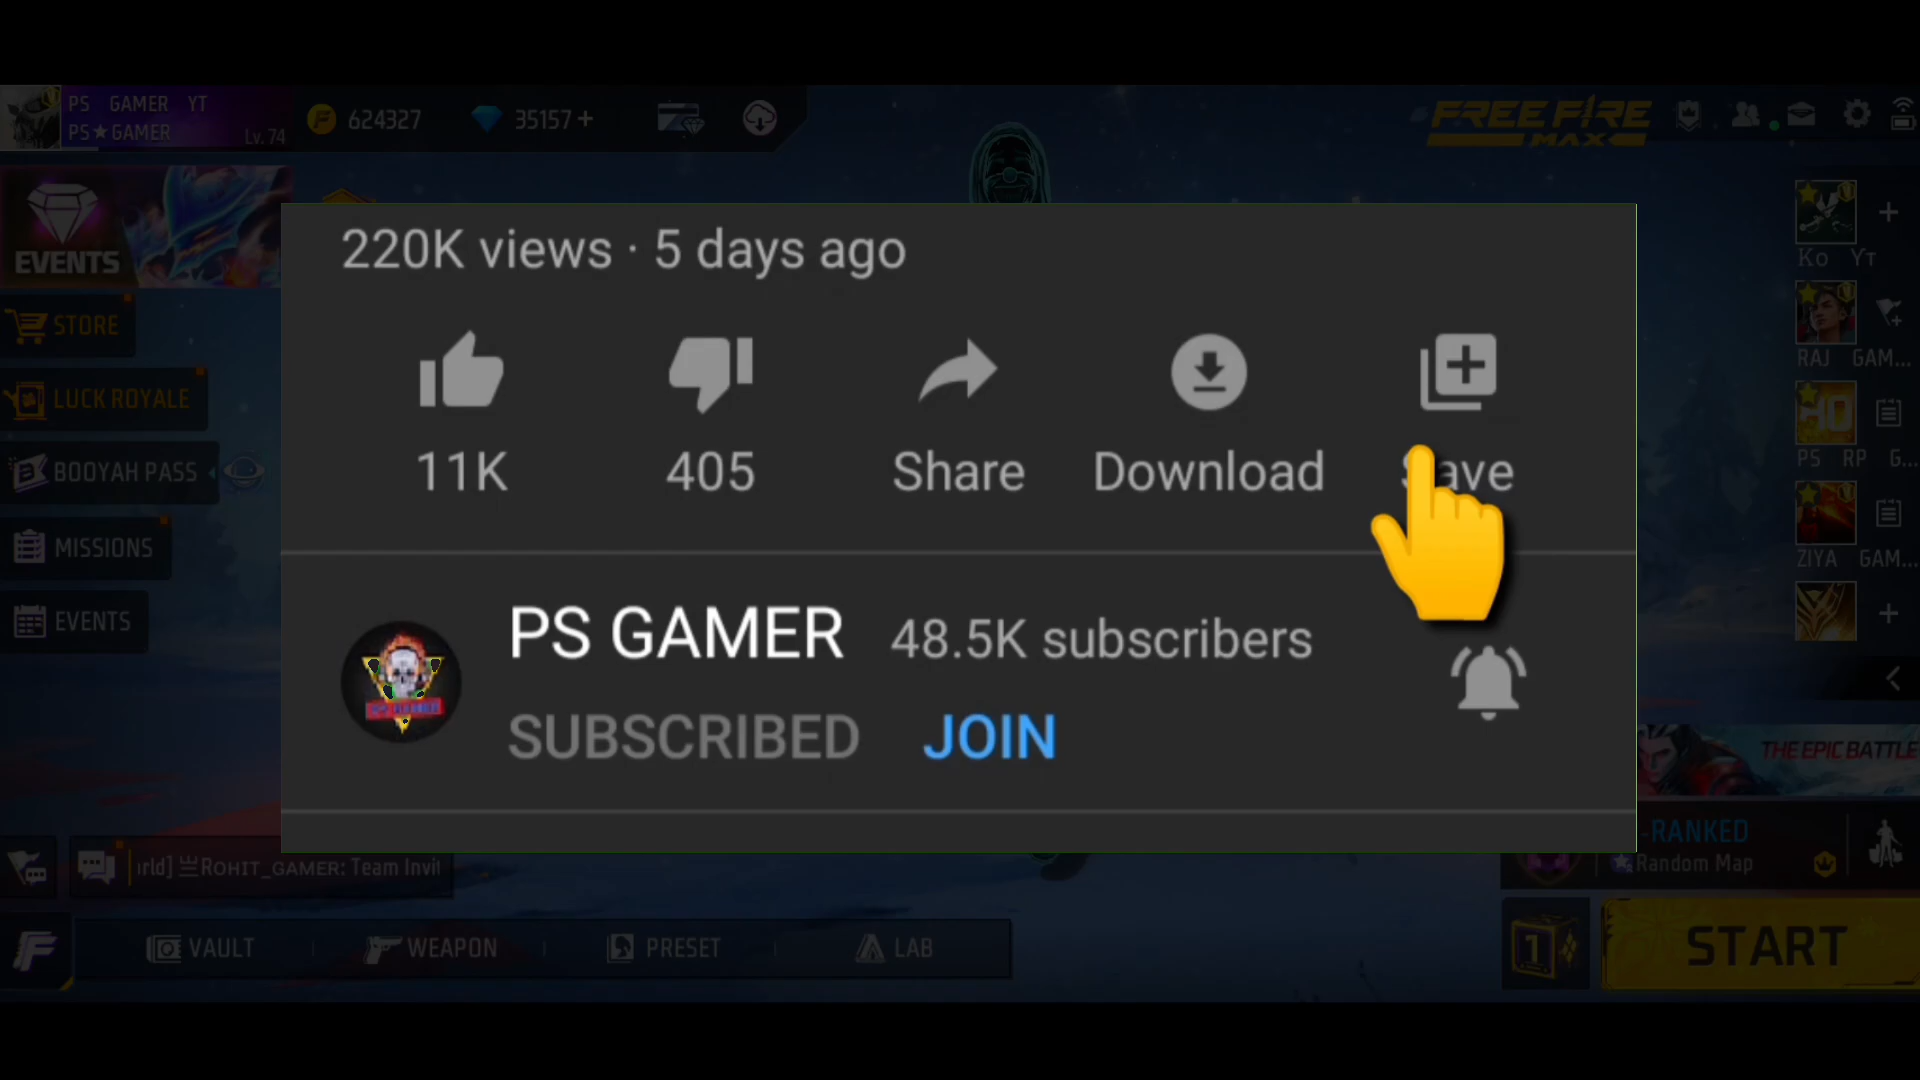 PS GAMER YT
PS★GAMER
Lv.74
624327
35157+
FREE FIRE
MAX
EVENTS
STORE
LUCK ROYALE
BOOYAH PASS
MISSIONS
EVENTS
220K views · 5 days ago
11K
405
Share
Download
PS GAMER 48.5K subscribers
SUBSCRIBED JOIN
Ko Yт
RAJ GAM...
PS RP G...
ZIYA GAM...
THE EPIC BATTLE
-RANKED
Random Map
ROHIT_GAMER: Team Invit
VAULT
WEAPON
PRESET
LAB
1
START